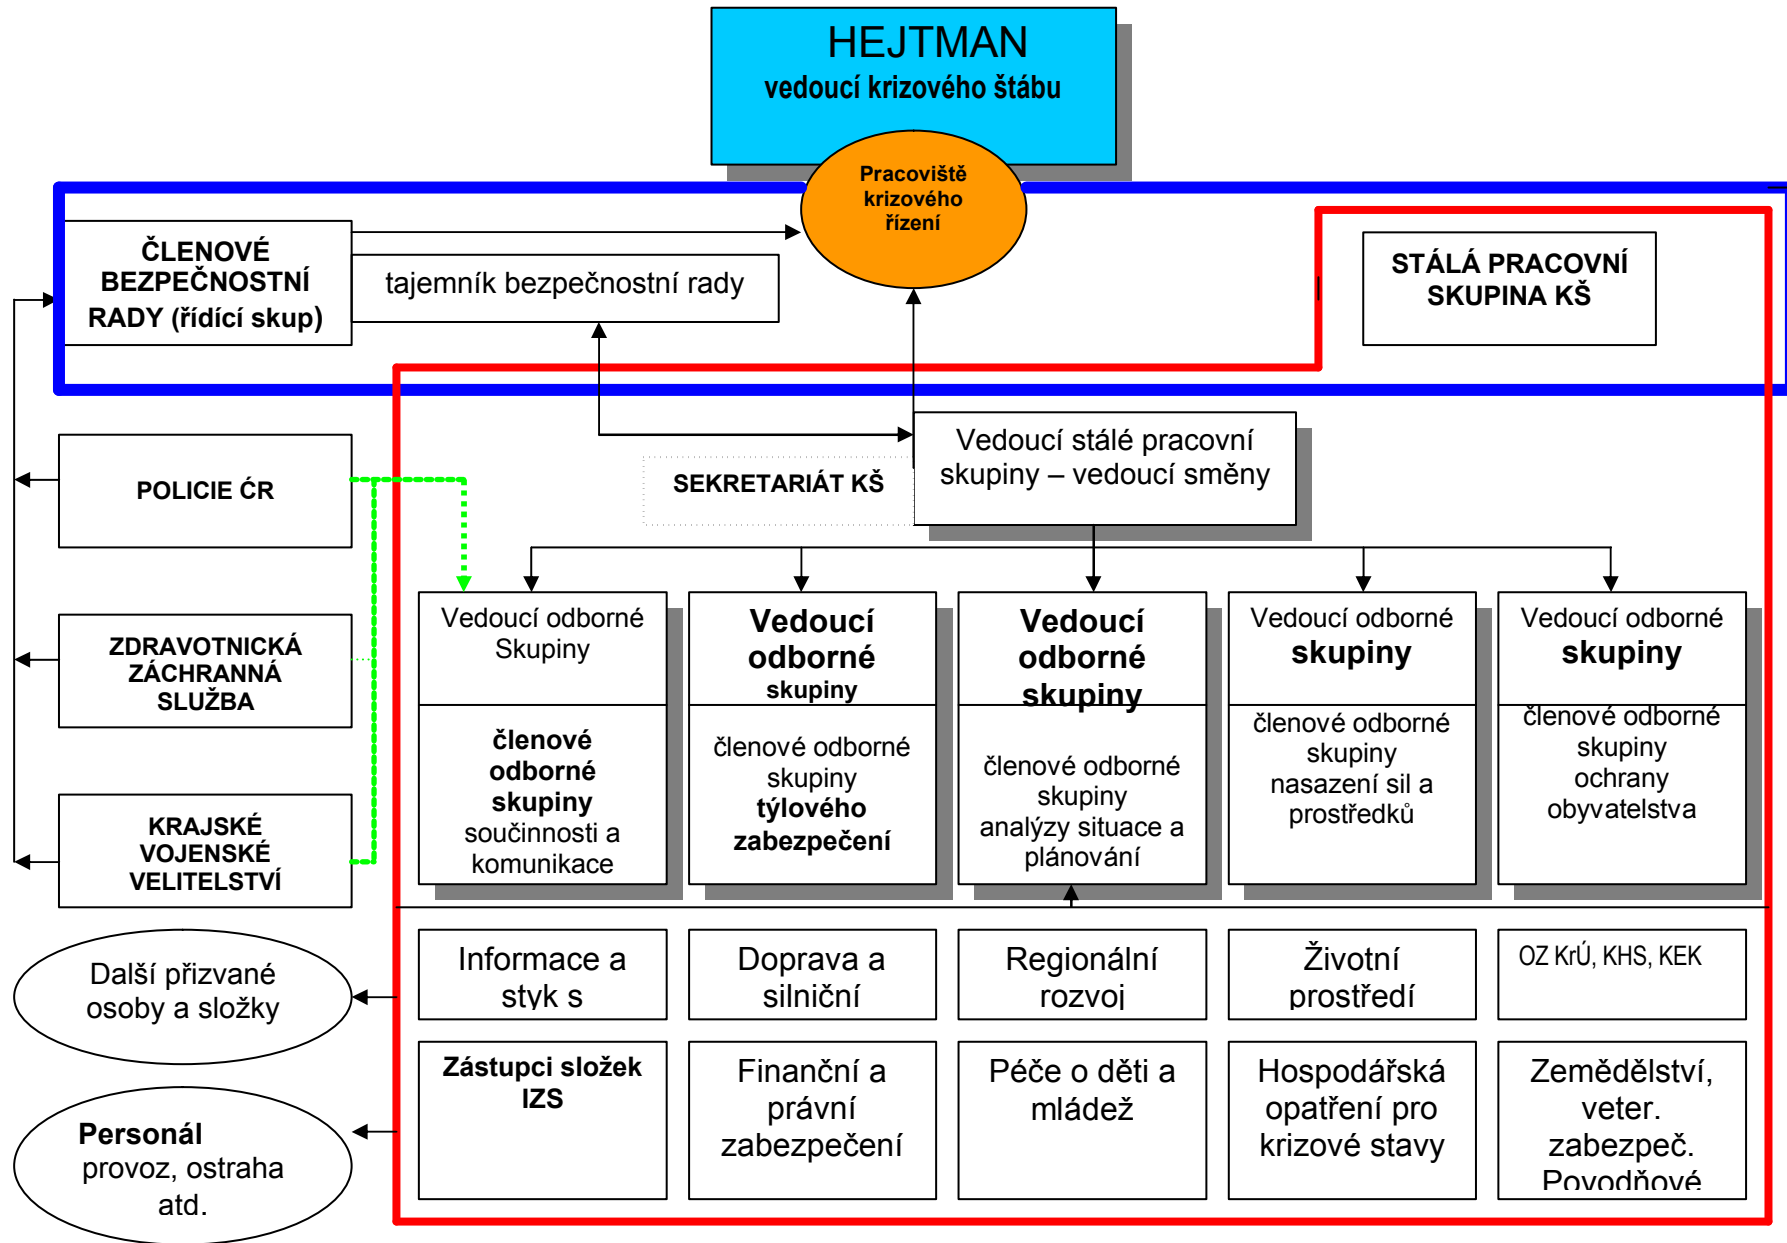 HEJTMAN
vedoucí krizového štábu
Pracoviště
krizového
řízení
ČLENOVÉ
BEZPEČNOSTNÍ
RADY (řídící skup)
tajemník bezpečnostní rady
STÁLÁ PRACOVNÍ
SKUPINA KŠ
Vedoucí stálé pracovní
skupiny – vedoucí směny
SEKRETARIÁT KŠ
POLICIE ĆR
ZDRAVOTNICKÁ
ZÁCHRANNÁ
SLUŽBA
KRAJSKÉ
VOJENSKÉ
VELITELSTVÍ
Vedoucí odborné
Skupiny
členové
odborné
skupiny
součinnosti a
komunikace
Vedoucí
odborné
skupiny
členové odborné
skupiny
týlového
zabezpečení
Vedoucí
odborné
skupiny
členové odborné
skupiny
analýzy situace a
plánování
Vedoucí odborné
skupiny
členové odborné
skupiny
nasazení sil a
prostředků
Vedoucí odborné
skupiny
členové odborné
skupiny
ochrany
obyvatelstva
Další přizvané
osoby a složky
Informace a
styk s
Doprava a
silniční
Regionální
rozvoj
Životní
prostředí
OZ KrÚ, KHS, KEK
Personál
provoz, ostraha
atd.
Zástupci složek
IZS
Finanční a
právní
zabezpečení
Péče o děti a
mládež
Hospodářská
opatření pro
krizové stavy
Zemědělství,
veter.
zabezpeč.
Povodňové